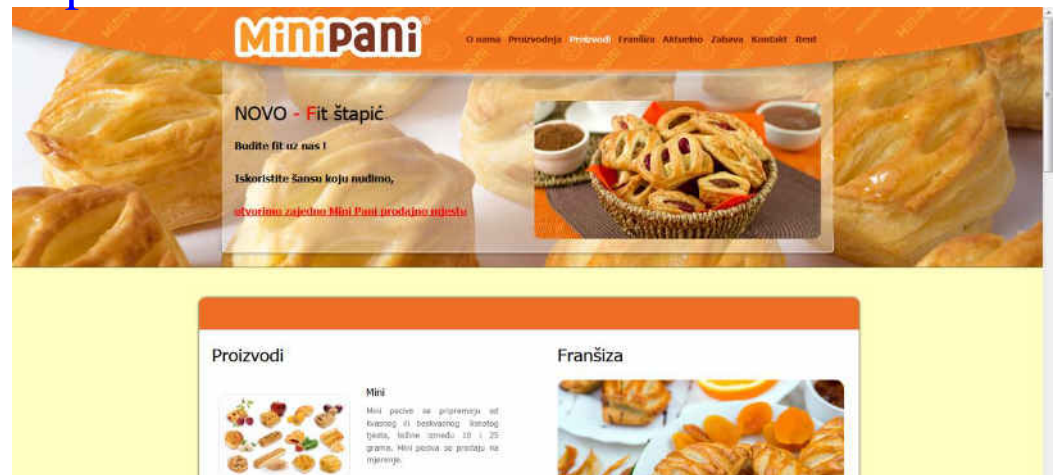 MiniPani®
O nama Proizvodnja Proizvodi Franšiza Aktuelno Zabava Kontakt
NOVO - Fit štapić
Budite fit uz nas !
Iskoristite šansu koju nudimo,
otvorimo zajedno Mini Pani prodajno mjesto
Proizvodi
Franšiza
Mini
Mini peciva se pripremaju od
kvasnog ili beskvasnog lisnatog
tijesta, težine između 10 i 25
grama. Mini peciva se prodaju na
mjerenje.